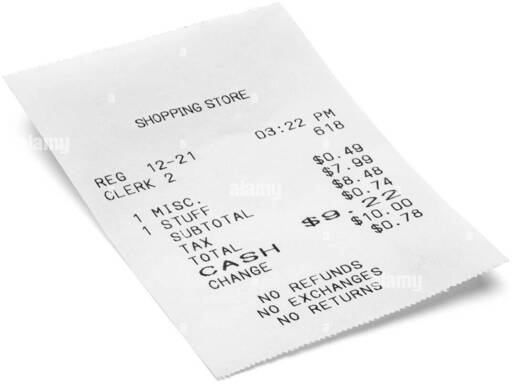 SHOPPING STORE
03:22 PM
REG 12-21 618
CLERK 2
1 MISC. $0.49
1 STUFF $7.99
SUBTOTAL $8.48
TAX $0.74
TOTAL $9.22
CASH $10.00
CHANGE $0.78
NO REFUNDS
NO EXCHANGES
NO RETURNS
alamy
alamy
alamy